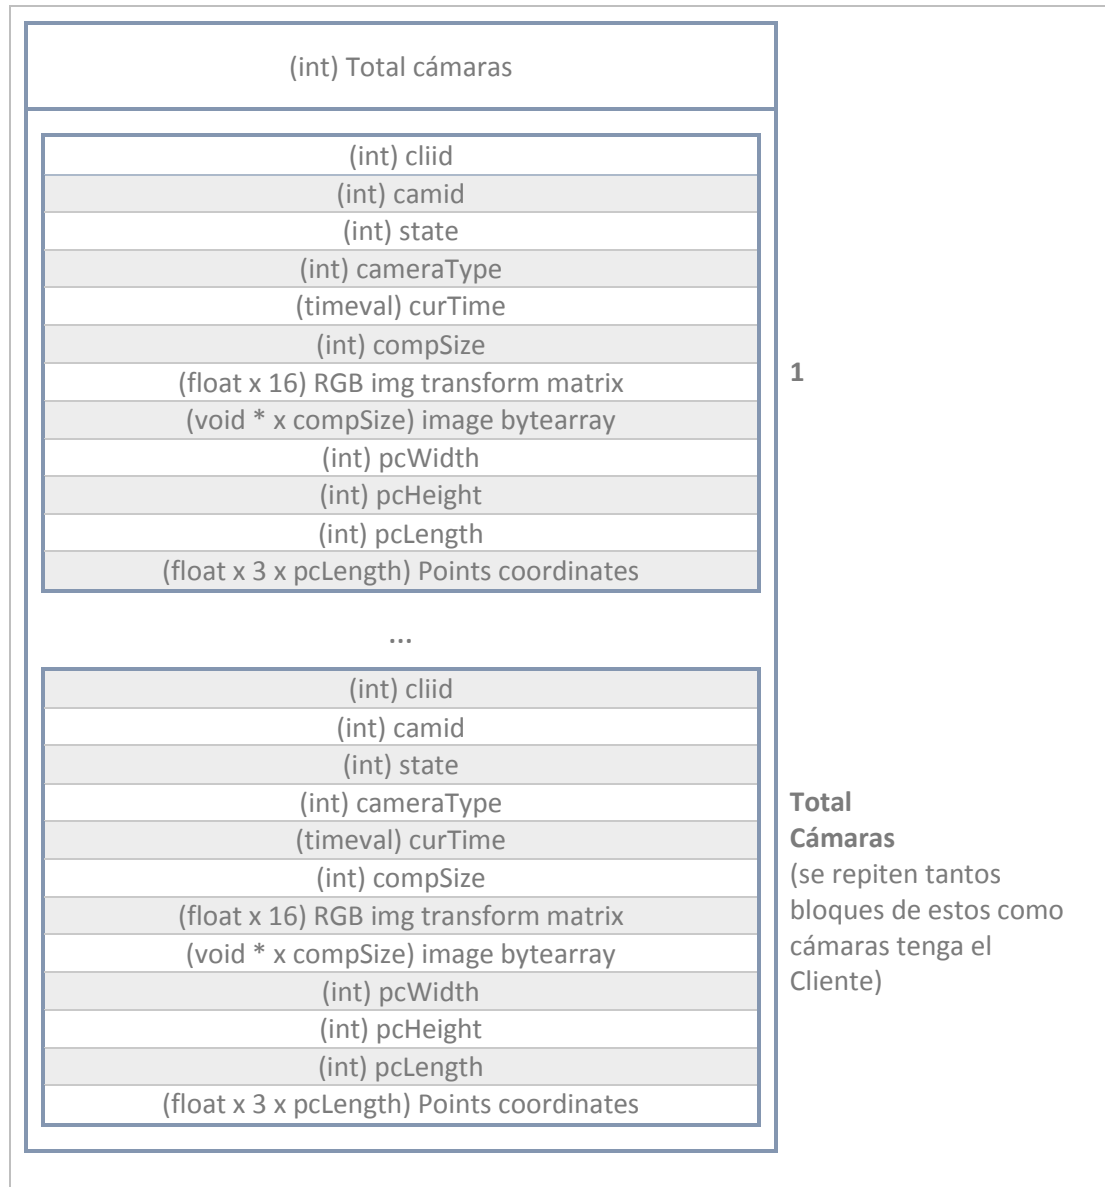 (int) Total cámaras
(int) cliid
(int) camid
(int) state
(int) cameraType
(timeval) curTime
(int) compSize
(float x 16) RGB img transform matrix
(void * x compSize) image bytearray
(int) pcWidth
(int) pcHeight
(int) pcLength
(float x 3 x pcLength) Points coordinates
1
...
(int) cliid
(int) camid
(int) state
(int) cameraType
(timeval) curTime
(int) compSize
(float x 16) RGB img transform matrix
(void * x compSize) image bytearray
(int) pcWidth
(int) pcHeight
(int) pcLength
(float x 3 x pcLength) Points coordinates
Total
Cámaras
(se repiten tantos
bloques de estos como
cámaras tenga el
Cliente)